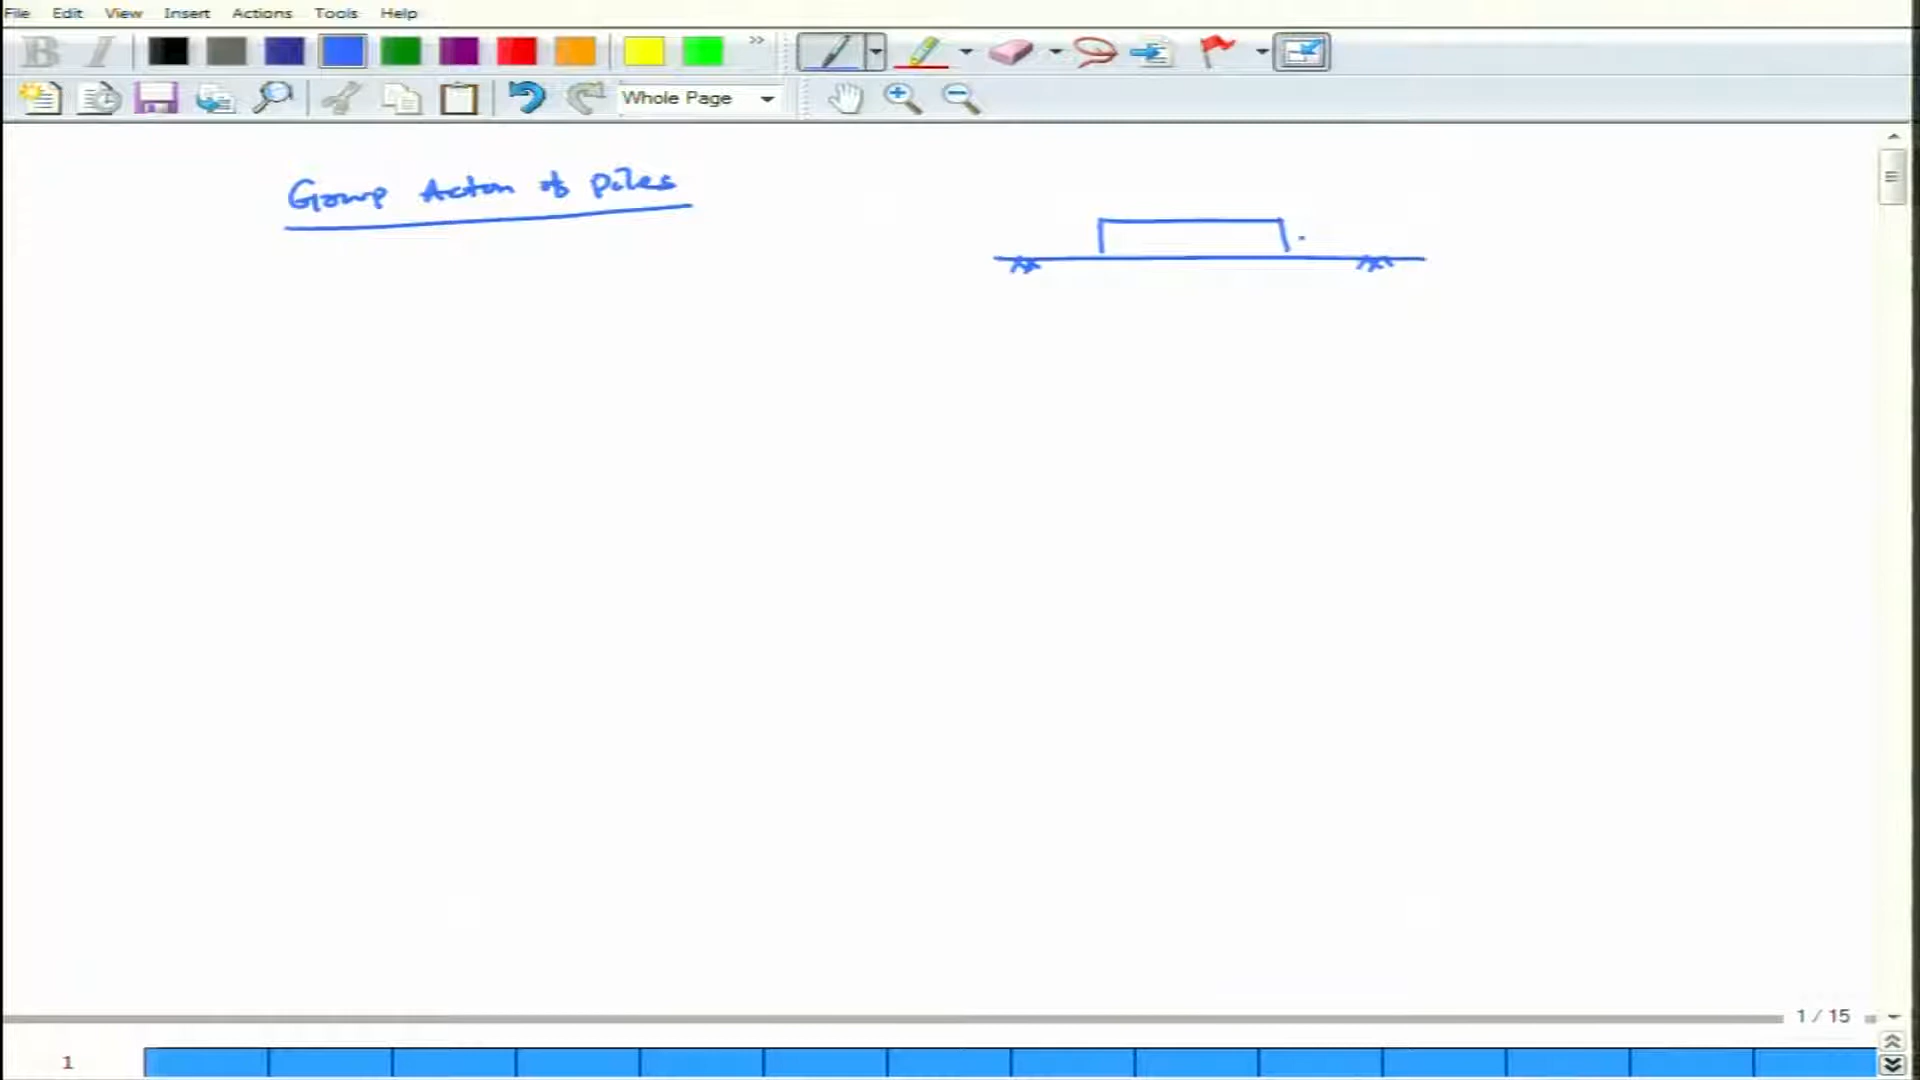 File Edit View Insert Actions Tools Help
B I
Whole Page
Group Action of Piles
1 / 15
1